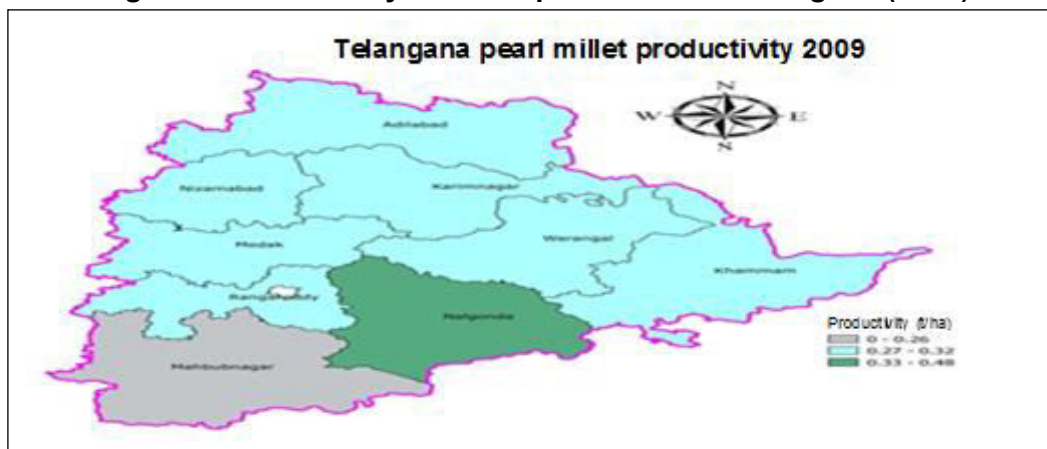 Telangana pearl millet productivity 2009
N
W E
S
Adilabad
Nizamabad
Karimnagar
Medak
Warangal
Khammam
Rangareddy
Nalgonda
Mahbubnagar
Productivity (t/ha)
0 - 0.26
0.27 - 0.32
0.33 - 0.48